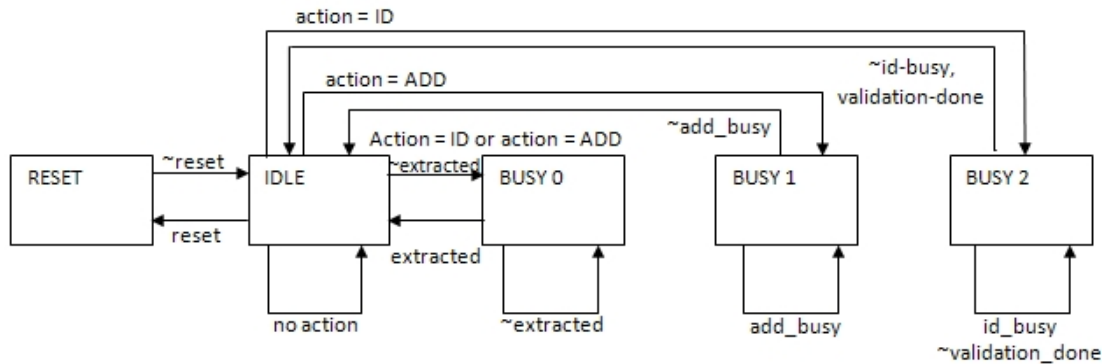 action = ID
~id-busy,
action = ADD
validation-done
~add_busy
Action = ID or action = ADD
~reset
~extracted
RESET
IDLE
BUSY 0
BUSY 1
BUSY 2
reset
extracted
no action
~extracted
add_busy
id_busy
~validation_done